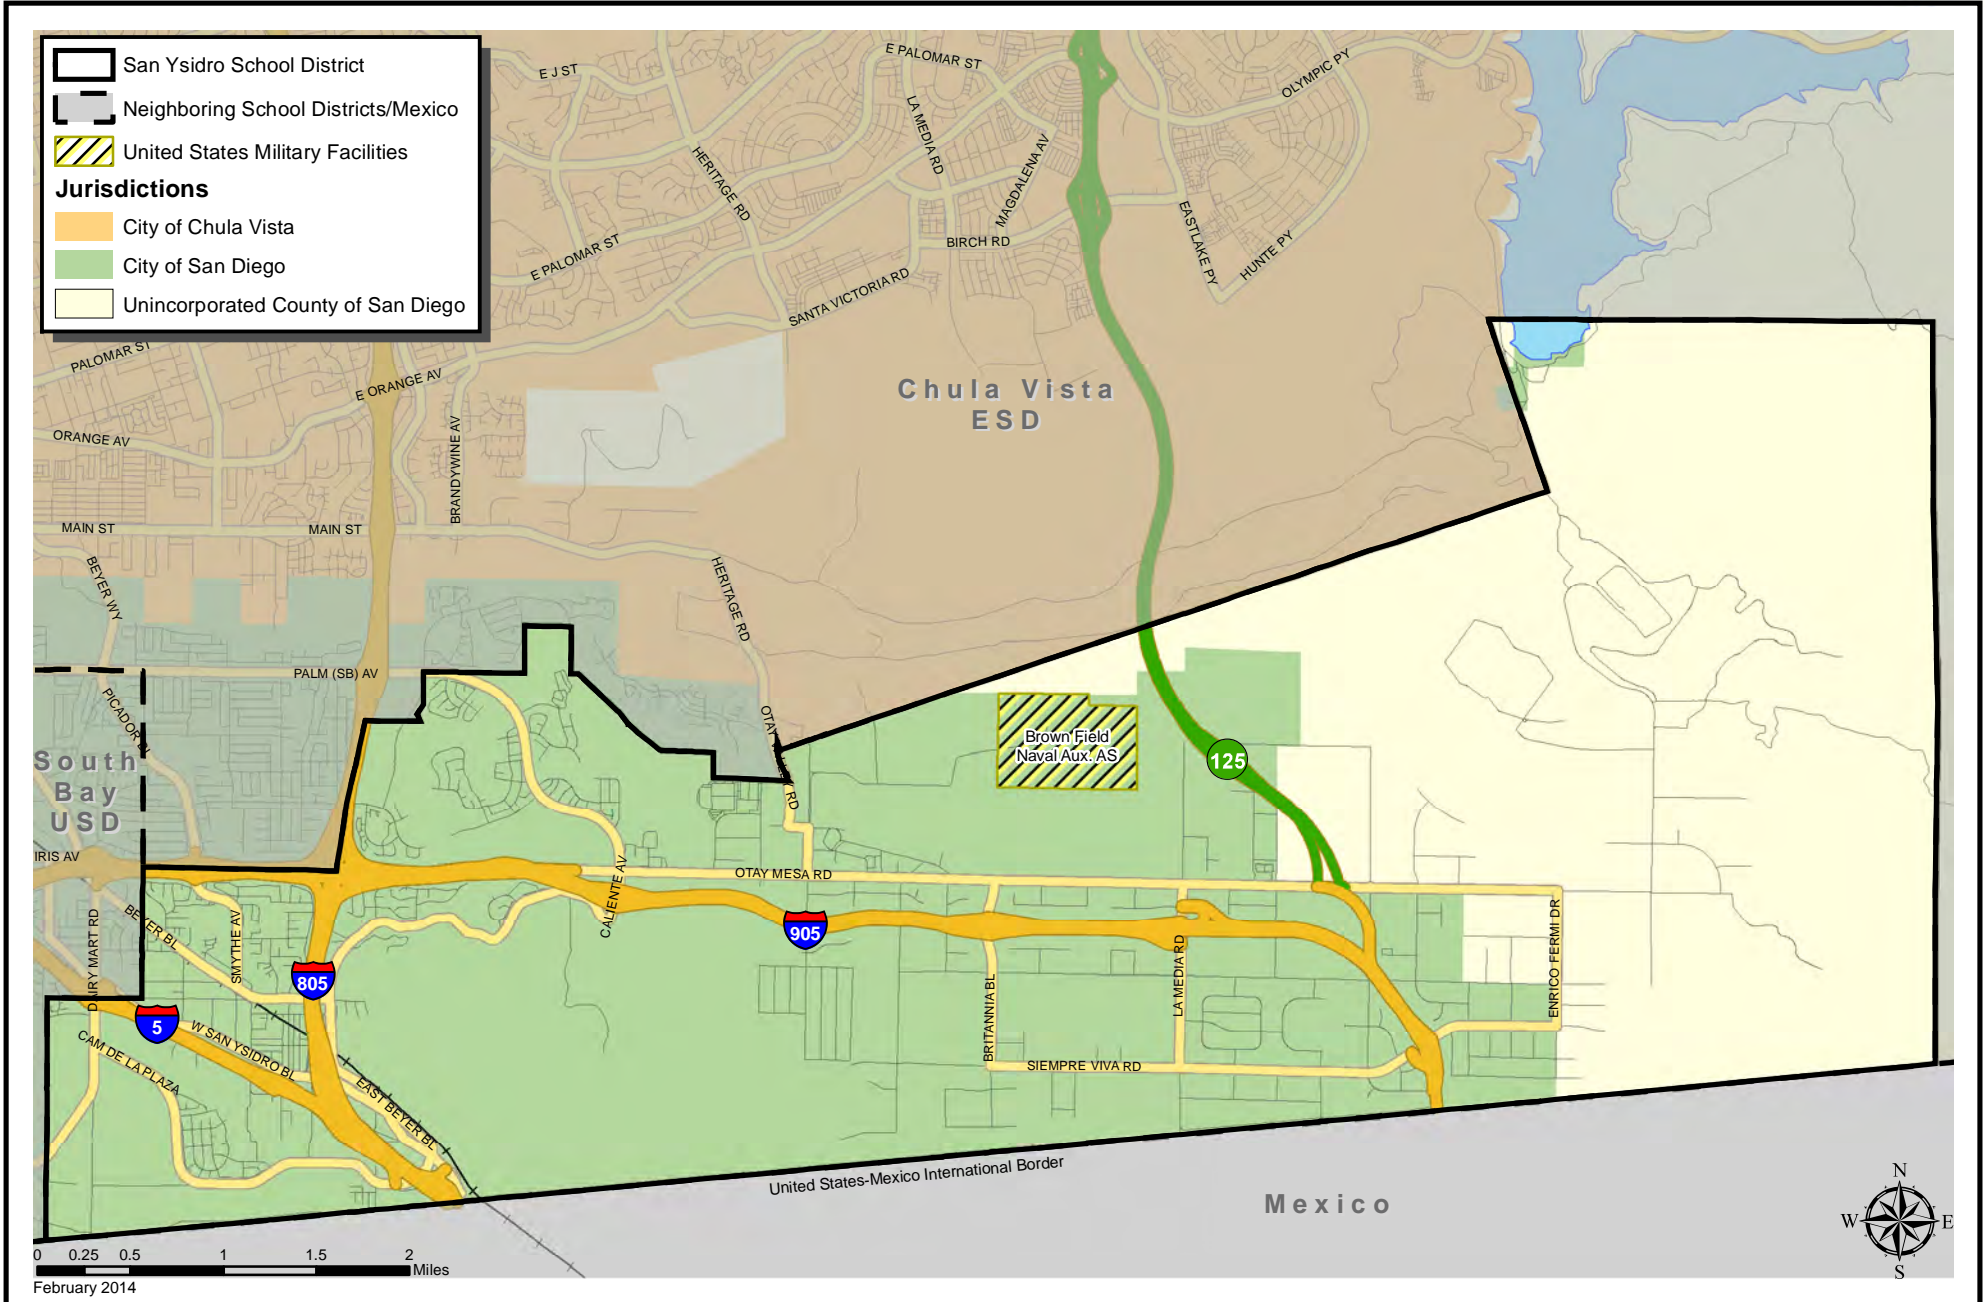 San Ysidro School District
Neighboring School Districts/Mexico
United States Military Facilities
Jurisdictions
City of Chula Vista
City of San Diego
Unincorporated County of San Diego
E J ST
E PALOMAR ST
OLYMPIC PY
LA MEDIA RD
MAGDALENA AV
HERITAGE RD
EASTLAKE PY
HUNTE PY
BIRCH RD
E PALOMAR ST
SANTA VICTORIA RD
PALOMAR ST
E ORANGE AV
Chula Vista
ESD
ORANGE AV
BRANDYWINE AV
MAIN ST
MAIN ST
BEYER WY
HERITAGE RD
PALM (SB) AV
PICADOR BL
OTAY VALLEY RD
South
Bay
USD
Brown Field
Naval Aux. AS
125
IRIS AV
OTAY MESA RD
CALIENTE AV
DAIRY MART RD
BEYER BL
SMYTHE AV
905
805
ENRICO FERMI DR
LA MEDIA RD
BRITANNIA BL
5
W SAN YSIDRO BL
CAM DE LA PLAZA
EAST BEYER BL
SIEMPRE VIVA RD
United States-Mexico International Border
Mexico
N
W
E
S
0 0.25 0.5 1 1.5 2
Miles
February 2014